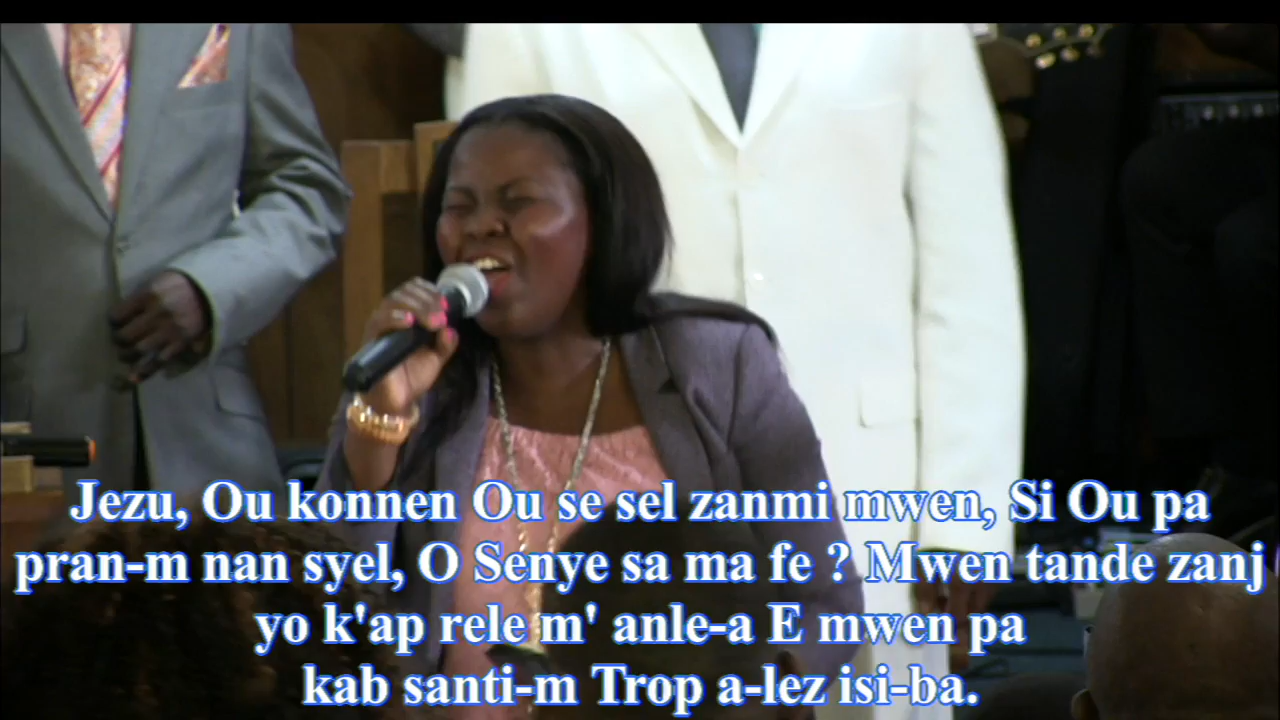 Jezu, Ou konnen Ou se sel zanmi mwen, Si Ou pa
pran-m nan syel, O Senye sa ma fe ? Mwen tande zanj
yo k'ap rele m' anle-a E mwen pa
kab santi-m Trop a-lez isi-ba.